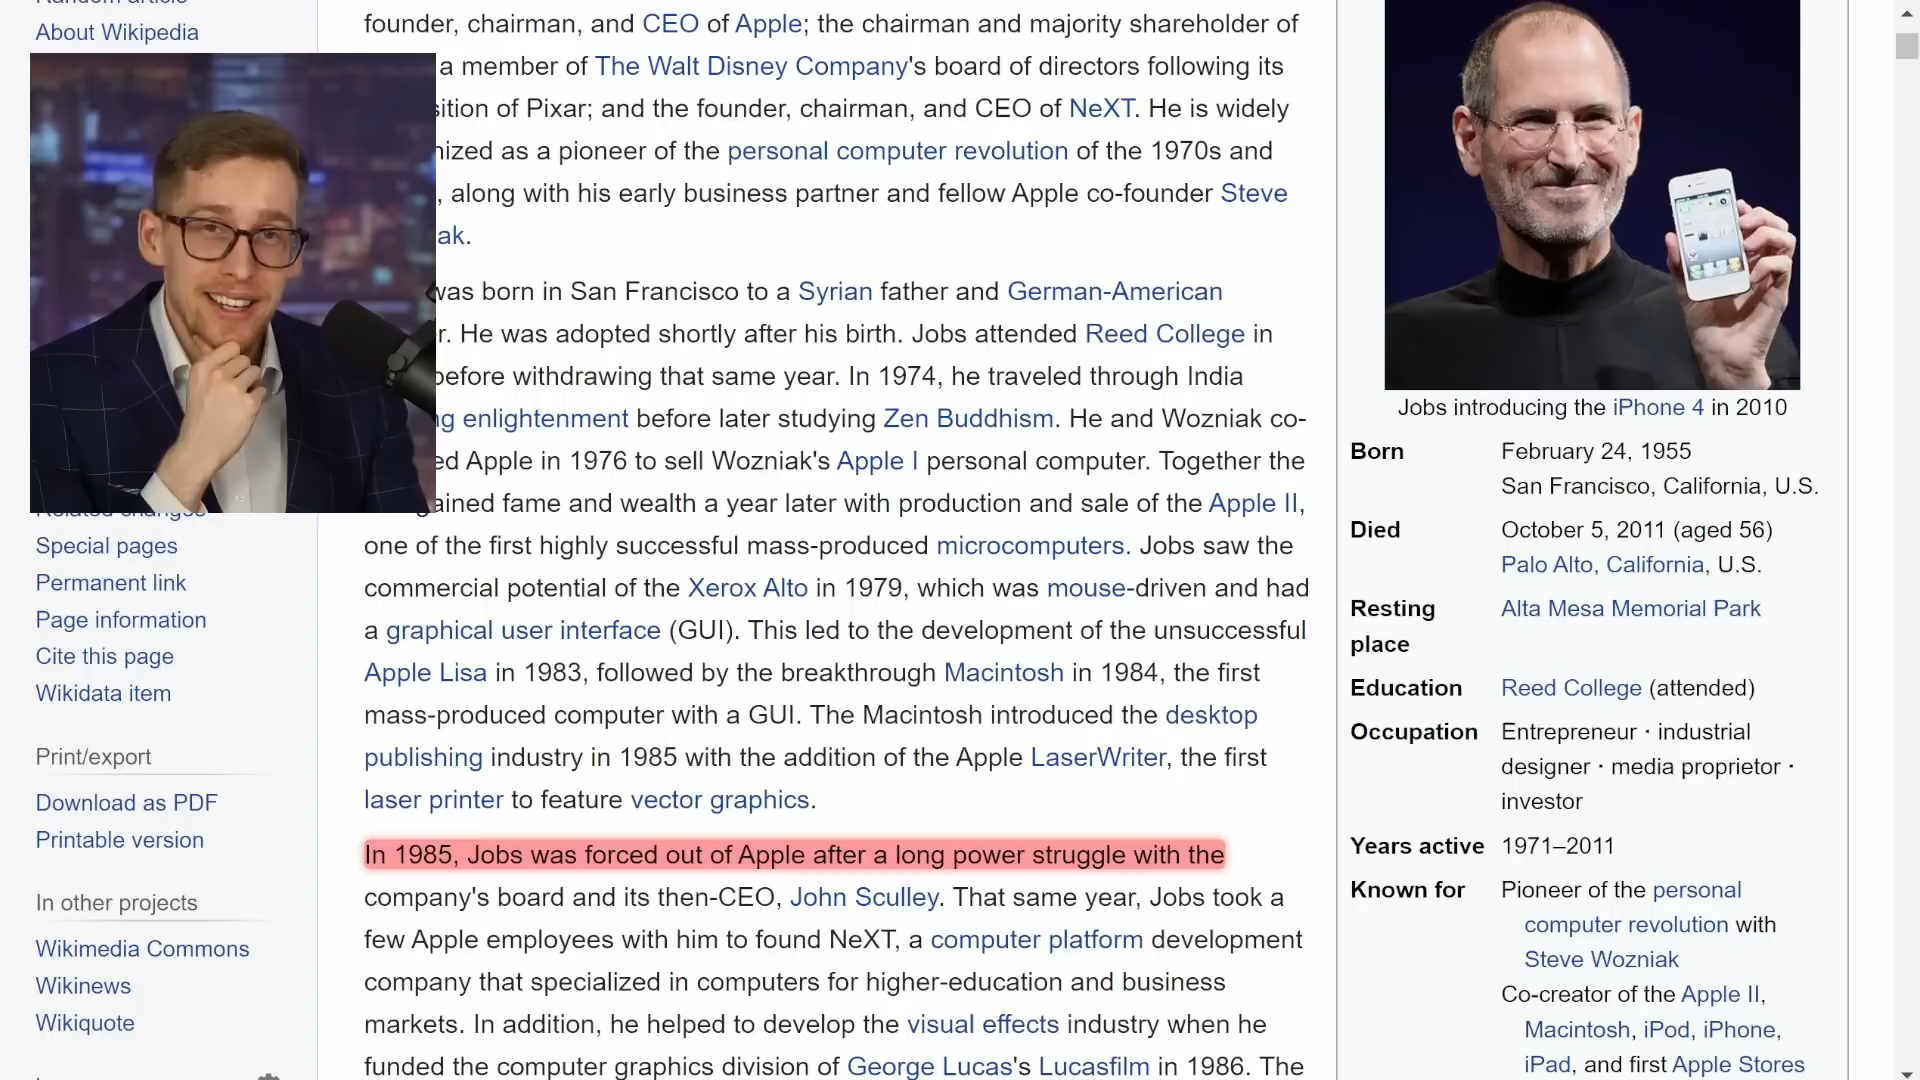 About Wikipedia
Special pages
Permanent link
Page information
Cite this page
Wikidata item
Print/export
Download as PDF
Printable version
In other projects
Wikimedia Commons
Wikinews
Wikiquote
founder, chairman, and CEO of Apple; the chairman and majority shareholder of
a member of The Walt Disney Company's board of directors following its
of Pixar; and the founder, chairman, and CEO of NeXT. He is widely
as a pioneer of the personal computer revolution of the 1970s and
, along with his early business partner and fellow Apple co-founder Steve
ak.
was born in San Francisco to a Syrian father and German-American
r. He was adopted shortly after his birth. Jobs attended Reed College in
before withdrawing that same year. In 1974, he traveled through India
enlightenment before later studying Zen Buddhism. He and Wozniak co-
ed Apple in 1976 to sell Wozniak's Apple I personal computer. Together the
gained fame and wealth a year later with production and sale of the Apple II,
one of the first highly successful mass-produced microcomputers. Jobs saw the
commercial potential of the Xerox Alto in 1979, which was mouse-driven and had
a graphical user interface (GUI). This led to the development of the unsuccessful
Apple Lisa in 1983, followed by the breakthrough Macintosh in 1984, the first
mass-produced computer with a GUI. The Macintosh introduced the desktop
publishing industry in 1985 with the addition of the Apple LaserWriter, the first
laser printer to feature vector graphics.
In 1985, Jobs was forced out of Apple after a long power struggle with the
company's board and its then-CEO, John Sculley. That same year, Jobs took a
few Apple employees with him to found NeXT, a computer platform development
company that specialized in computers for higher-education and business
markets. In addition, he helped to develop the visual effects industry when he
funded the computer graphics division of George Lucas's Lucasfilm in 1986. The
Jobs introducing the iPhone 4 in 2010
Born February 24, 1955
San Francisco, California, U.S.
Died October 5, 2011 (aged 56)
Palo Alto, California, U.S.
Resting place Alta Mesa Memorial Park
Education Reed College (attended)
Occupation Entrepreneur · industrial
designer · media proprietor ·
investor
Years active 1971–2011
Known for Pioneer of the personal
computer revolution with
Steve Wozniak
Co-creator of the Apple II,
Macintosh, iPod, iPhone,
iPad, and first Apple Stores